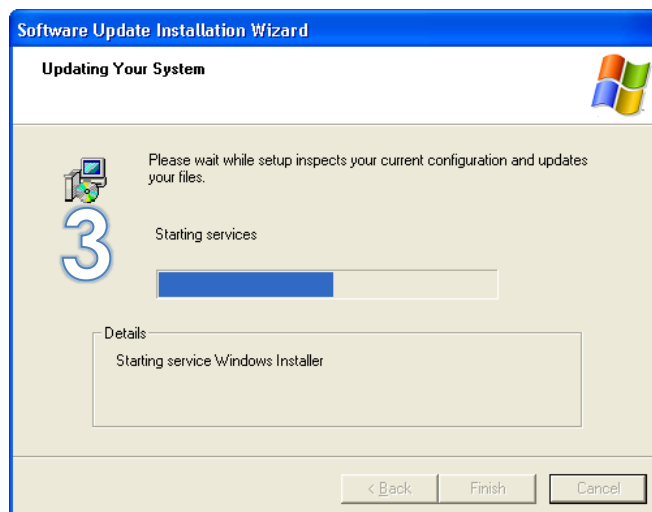 Software Update Installation Wizard
Updating Your System
Please wait while setup inspects your current configuration and updates
your files.
3
Starting services
Details
Starting service Windows Installer
< Back
Finish
Cancel